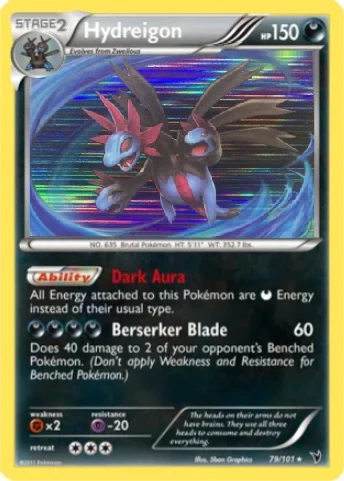 STAGE2
Hydreigon
HP150
Evolves from Zweilous
NO. 635 Brutal Pokémon HT: 5'11" WT: 352.7 lbs.
Ability Dark Aura
All Energy attached to this Pokémon are Energy
instead of their usual type.
Berserker Blade 60
Does 40 damage to 2 of your opponent's Benched
Pokémon. (Don't apply Weakness and Resistance for
Benched Pokémon.)
weakness resistance
×2 -20
retreat
The heads on their arms do not
have brains. They use all three
heads to consume and destroy
everything.
Illus. Shen Graphics 79/101 ★
©2011 Pokémon